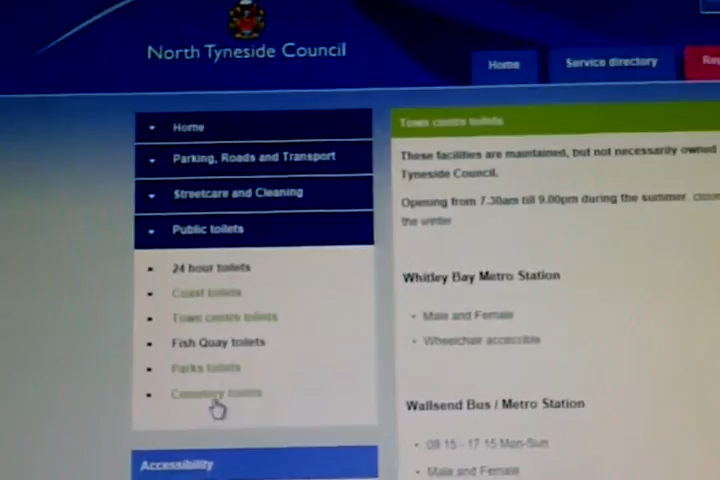 North Tyneside Council
Home
Service directory
Home
Parking, Roads and Transport
Streetcare and Cleaning
Public toilets
24 hour toilets
Coast toilets
Town centre toilets
Fish Quay toilets
Parks toilets
Cemetery toilets
Accessibility
Town centre toilets
These facilities are maintained, but not necessarily owned
Tyneside Council.
Opening from 7.30am till 9.00pm during the summer,
the winter
Whitley Bay Metro Station
Male and Female
Wheelchair accessible
Wallsend Bus / Metro Station
09 15 - 17 15 Mon-Sun
Male and Female